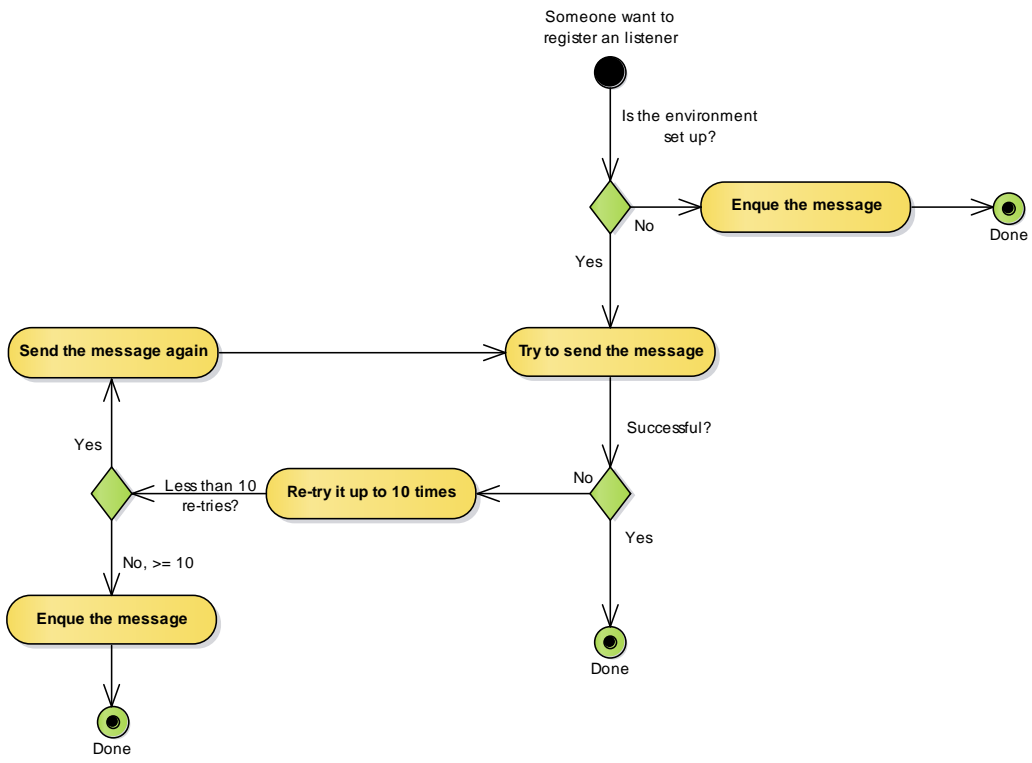 Someone want to
register an listener
Is the environment
set up?
Enque the message
No
Done
Yes
Send the message again
Try to send the message
Successful?
Yes
No
Less than 10
re-tries?
Re-try it up to 10 times
Yes
No, >= 10
Enque the message
Done
Done